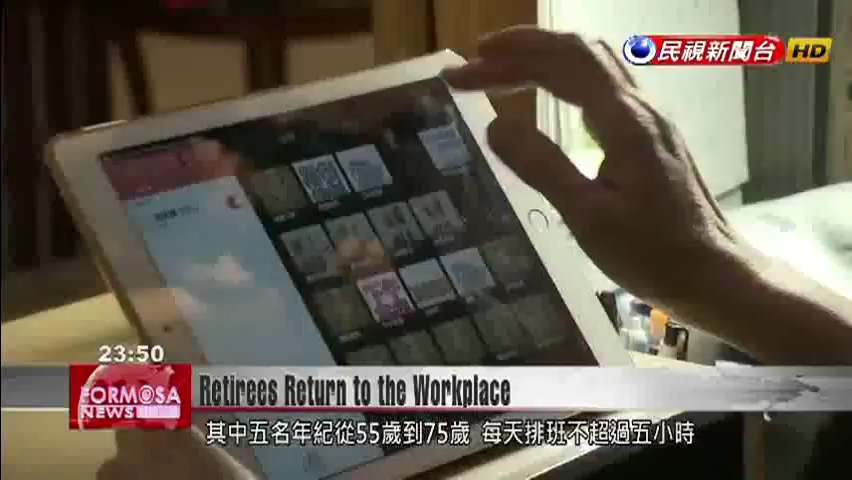 民視新聞台 HD
23:50
Retirees Return to the Workplace
FORM@SA
NEWS
其中五名年紀從55歲到75歲 每天排班不超過五小時